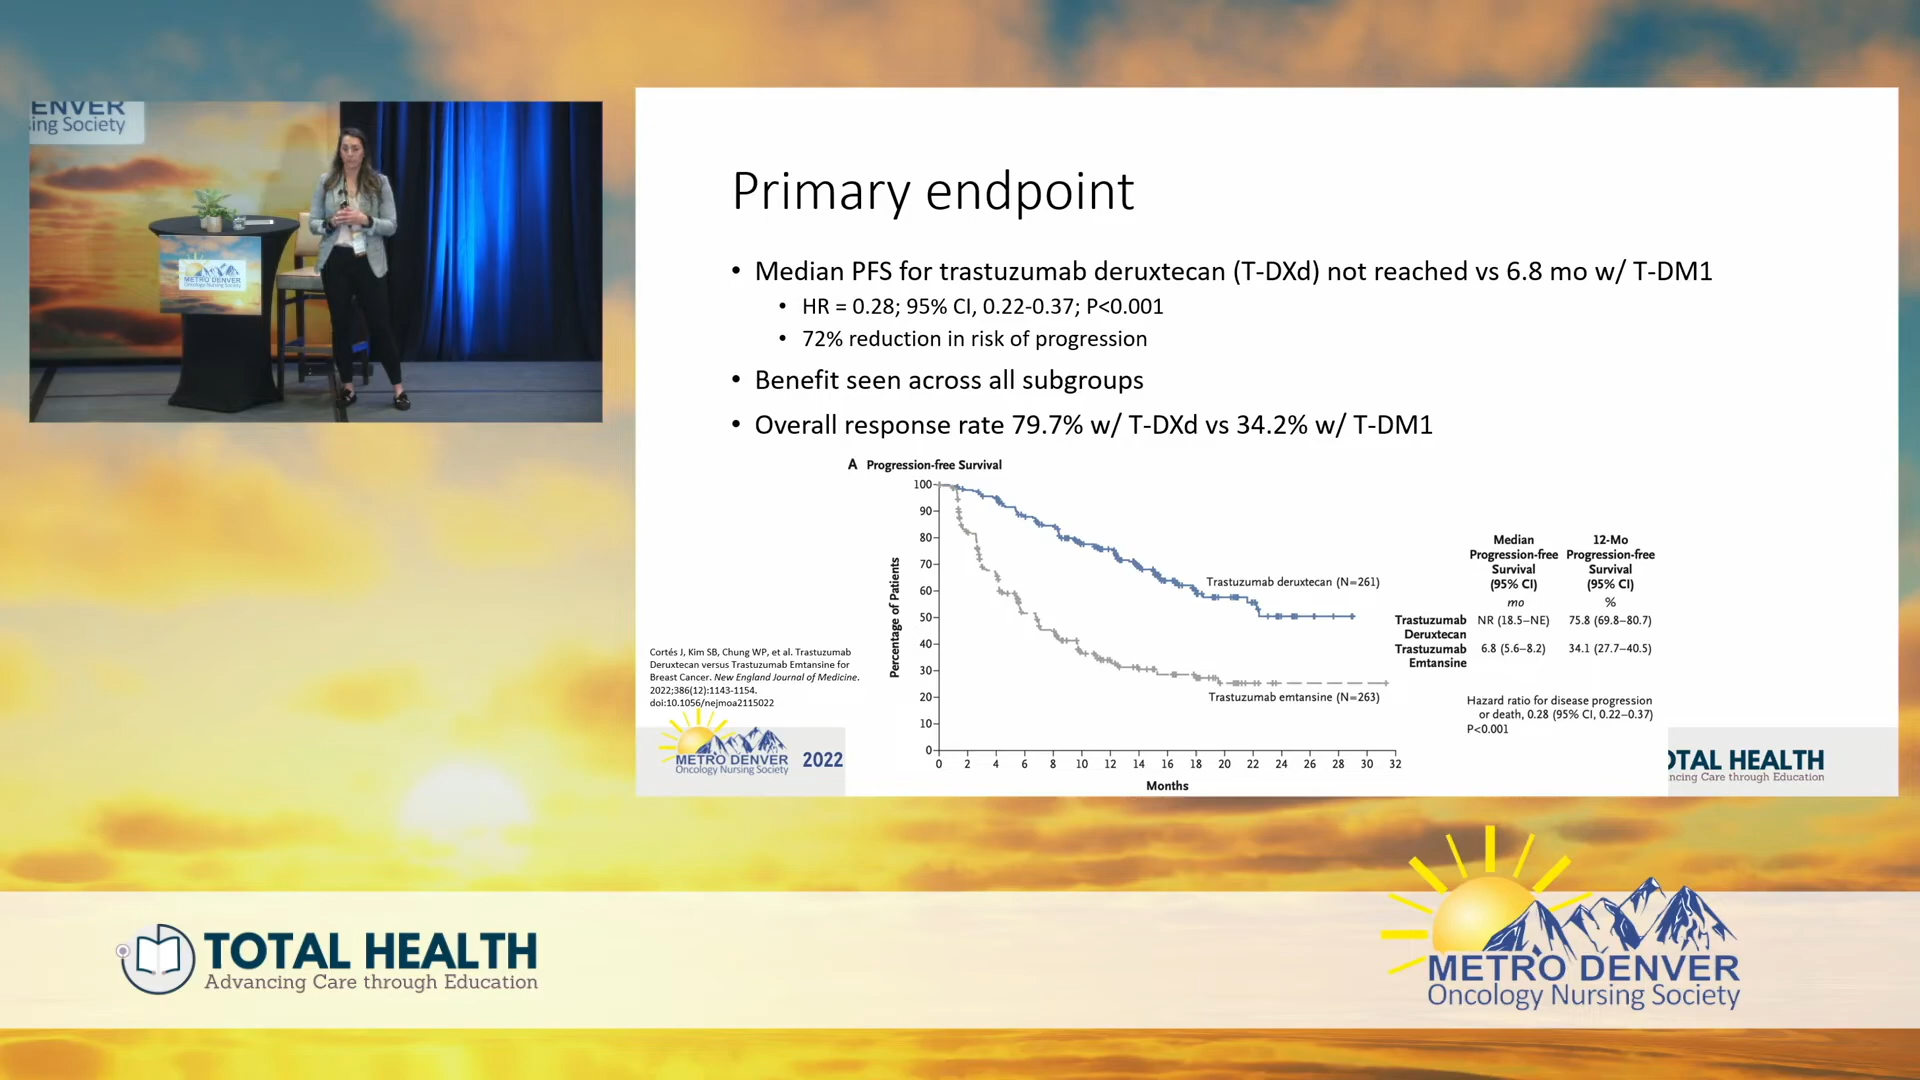 ENVER
ing Society
METRO DENVER
Oncology Nursing Society
Primary endpoint
• Median PFS for trastuzumab deruxtecan (T-DXd) not reached vs 6.8 mo w/ T-DM1
• HR = 0.28; 95% CI, 0.22-0.37; P<0.001
• 72% reduction in risk of progression
• Benefit seen across all subgroups
• Overall response rate 79.7% w/ T-DXd vs 34.2% w/ T-DM1
A Progression-free Survival
Percentage of Patients
100
90
80
70
60
50
40
30
20
10
0
0 2 4 6 8 10 12 14 16 18 20 22 24 26 28 30 32
Months
Trastuzumab deruxtecan (N=261)
Trastuzumab emtansine (N=263)
Median Progression-free Survival (95% CI)
12-Mo Progression-free Survival (95% CI)
mo %
Trastuzumab Deruxtecan NR (18.5–NE) 75.8 (69.8–80.7)
Trastuzumab Emtansine 6.8 (5.6–8.2) 34.1 (27.7–40.5)
Hazard ratio for disease progression
or death, 0.28 (95% CI, 0.22–0.37)
P<0.001
Cortés J, Kim SB, Chung WP, et al. Trastuzumab
Deruxtecan versus Trastuzumab Emtansine for
Breast Cancer. New England Journal of Medicine.
2022;386(12):1143-1154.
doi:10.1056/nejmoa2115022
METRO DENVER
Oncology Nursing Society
2022
OTAL HEALTH
ncing Care through Education
TOTAL HEALTH
Advancing Care through Education
METRO DENVER
Oncology Nursing Society